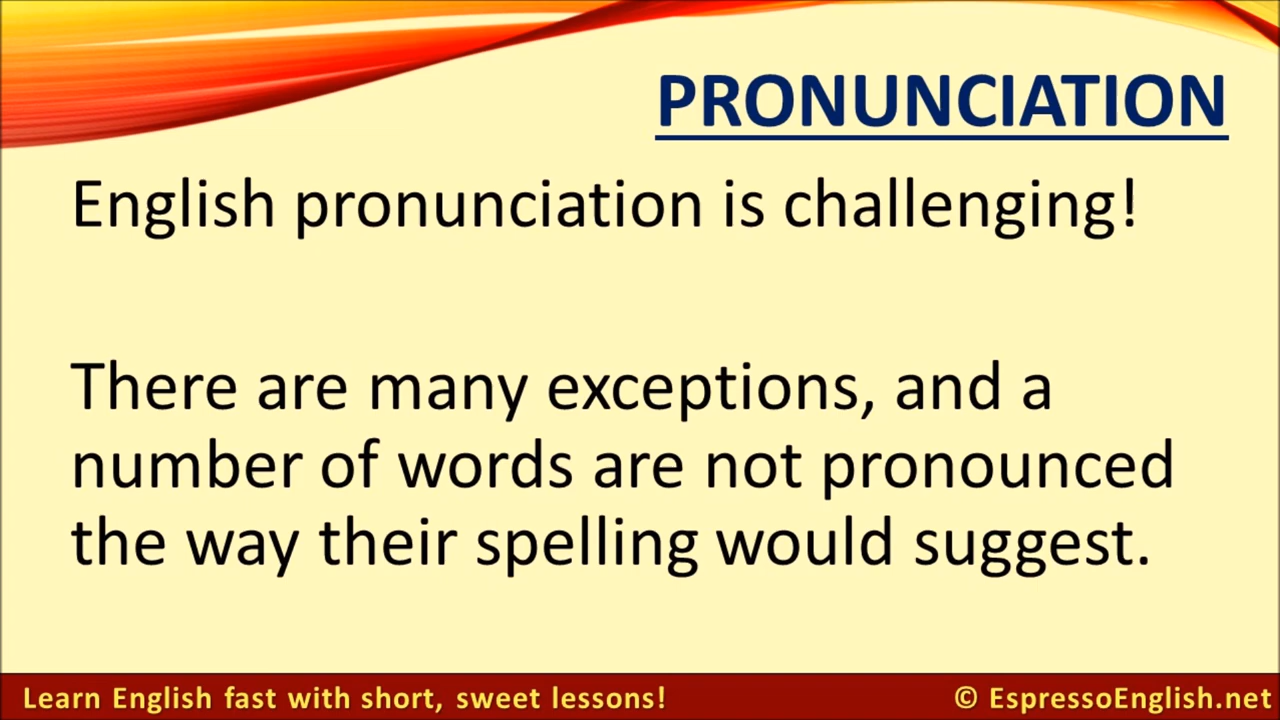 PRONUNCIATION
English pronunciation is challenging!
There are many exceptions, and a
number of words are not pronounced
the way their spelling would suggest.
Learn English fast with short, sweet lessons!
© EspressoEnglish.net